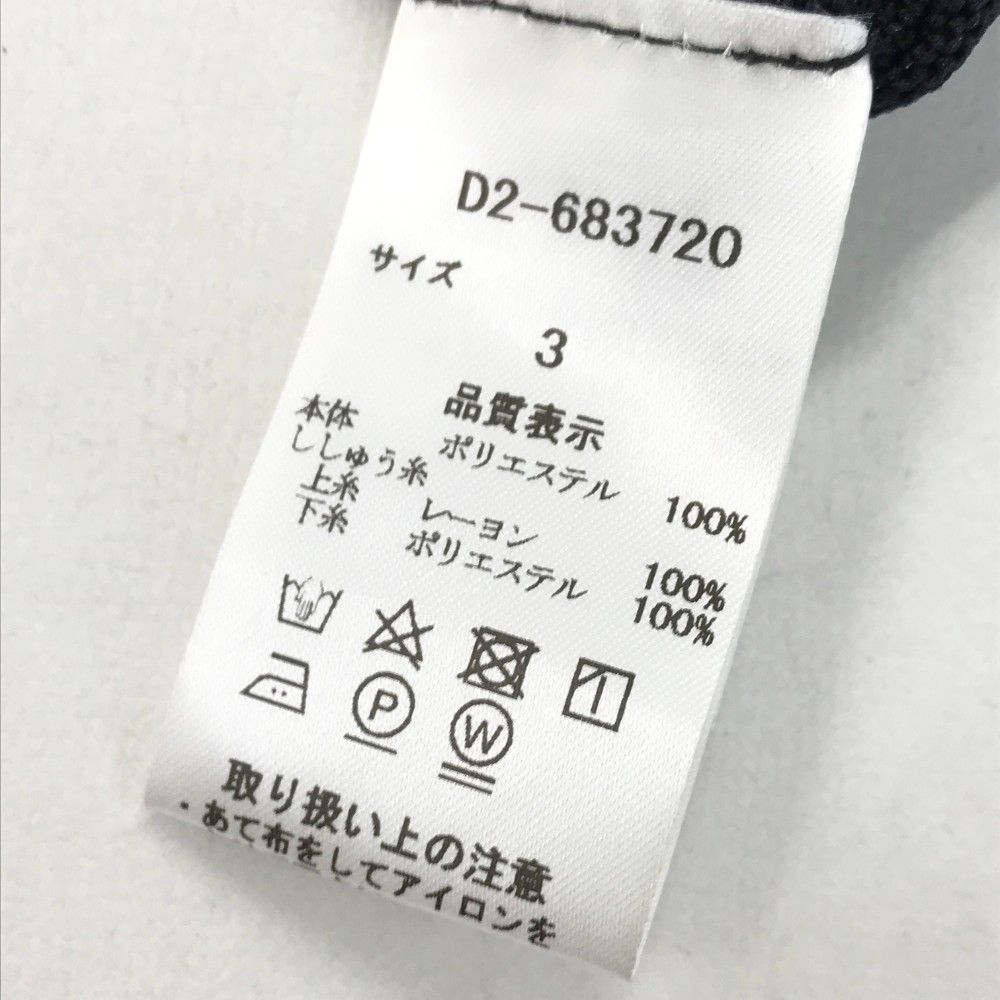 D2-683720
サイズ
3
品質表示
本体 ポリエステル 100%
ししゅう糸
上糸 レーヨン 100%
下糸 ポリエステル 100%
P
W
取り扱い上の注意
・あて布をしてアイロンを